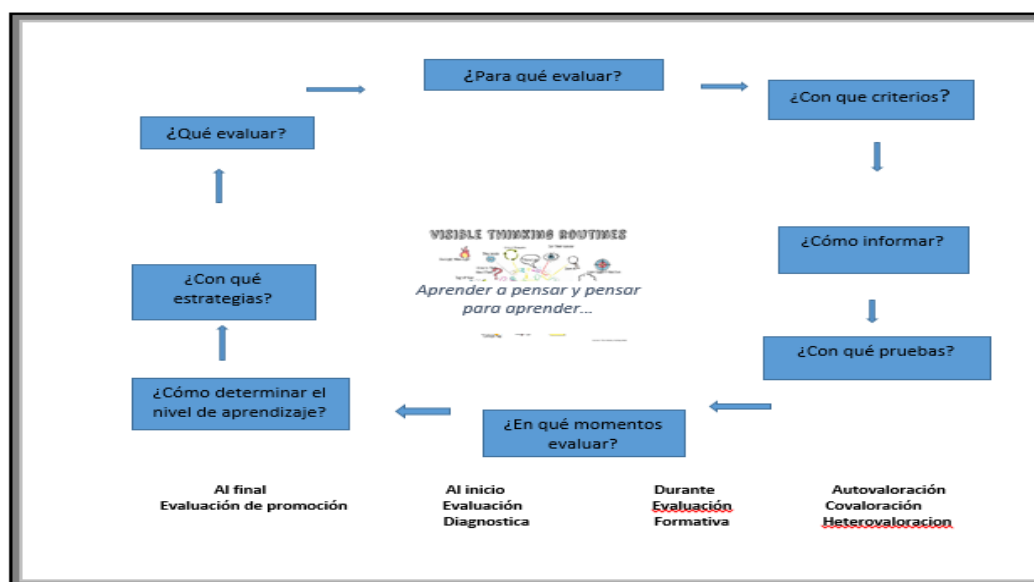 ¿Para qué evaluar?
¿Con que criterios?
¿Qué evaluar?
¿Cómo informar?
VISIBLE THINKING ROUTINES
Aprender a pensar y pensar
para aprender...
¿Con qué
estrategias?
¿Con qué pruebas?
¿Cómo determinar el
nivel de aprendizaje?
¿En qué momentos
evaluar?
Al final
Evaluación de promoción
Al inicio
Evaluación
Diagnostica
Durante
Evaluación
Formativa
Autovaloración
Covaloración
Heterovaloracion